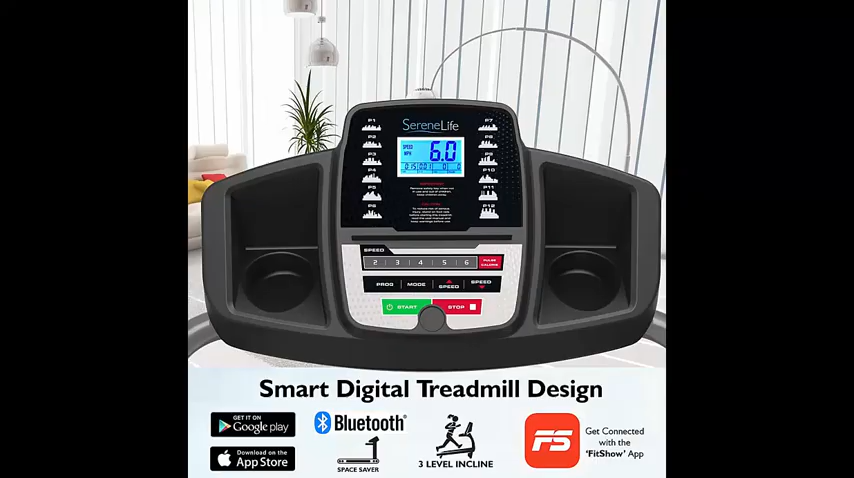 SereneLife
P1
P2
P3
P4
P5
P6
P7
P8
P9
P10
P11
P12
SPEED
MPH
6.0
SPEED
2 3 4 5 6
PULSE
CALORIE
PROG MODE SPEED SPEED
START STOP
Smart Digital Treadmill Design
GET IT ON
Google play
Download on the
App Store
Bluetooth®
SPACE SAVER
3 LEVEL INCLINE
FS
Get Connected
with the
'FitShow' App